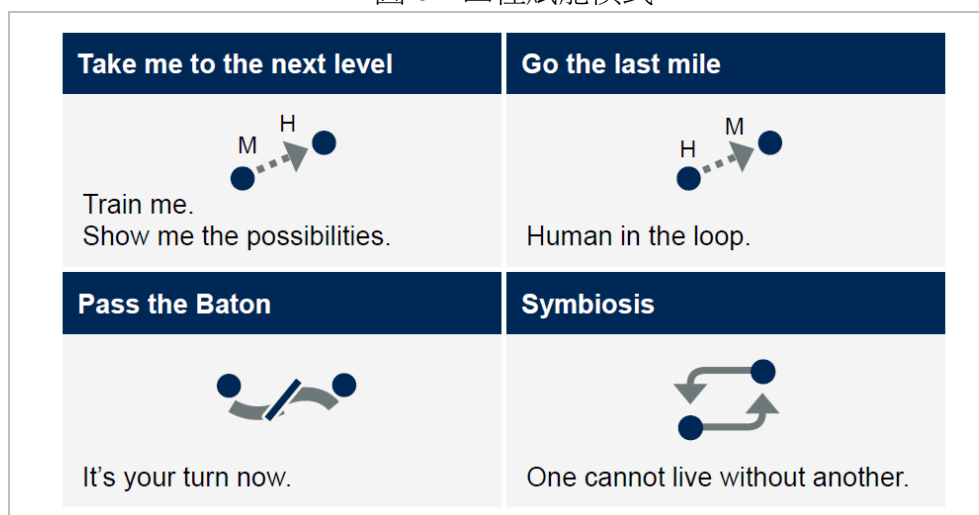 Take me to the next level
Go the last mile
M
H
Train me.
Show me the possibilities.
H
M
Human in the loop.
Pass the Baton
Symbiosis
It's your turn now.
One cannot live without another.